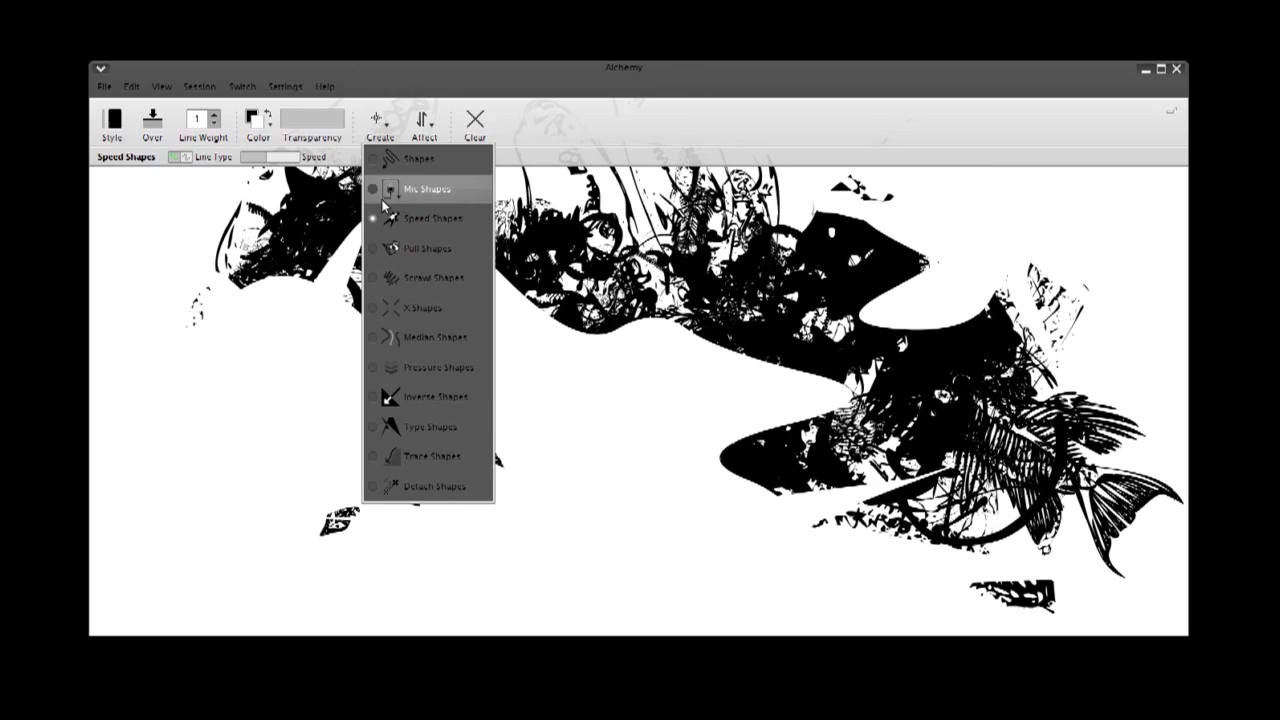 Alchemy
File Edit View Session Switch Settings Help
1
Style Over Line Weight Color Transparency Create Affect Clear
Speed Shapes Line Type Speed
Shapes
Mic Shapes
Speed Shapes
Pull Shapes
Scrawl Shapes
X Shapes
Median Shapes
Pressure Shapes
Inverse Shapes
Type Shapes
Trace Shapes
Detach Shapes